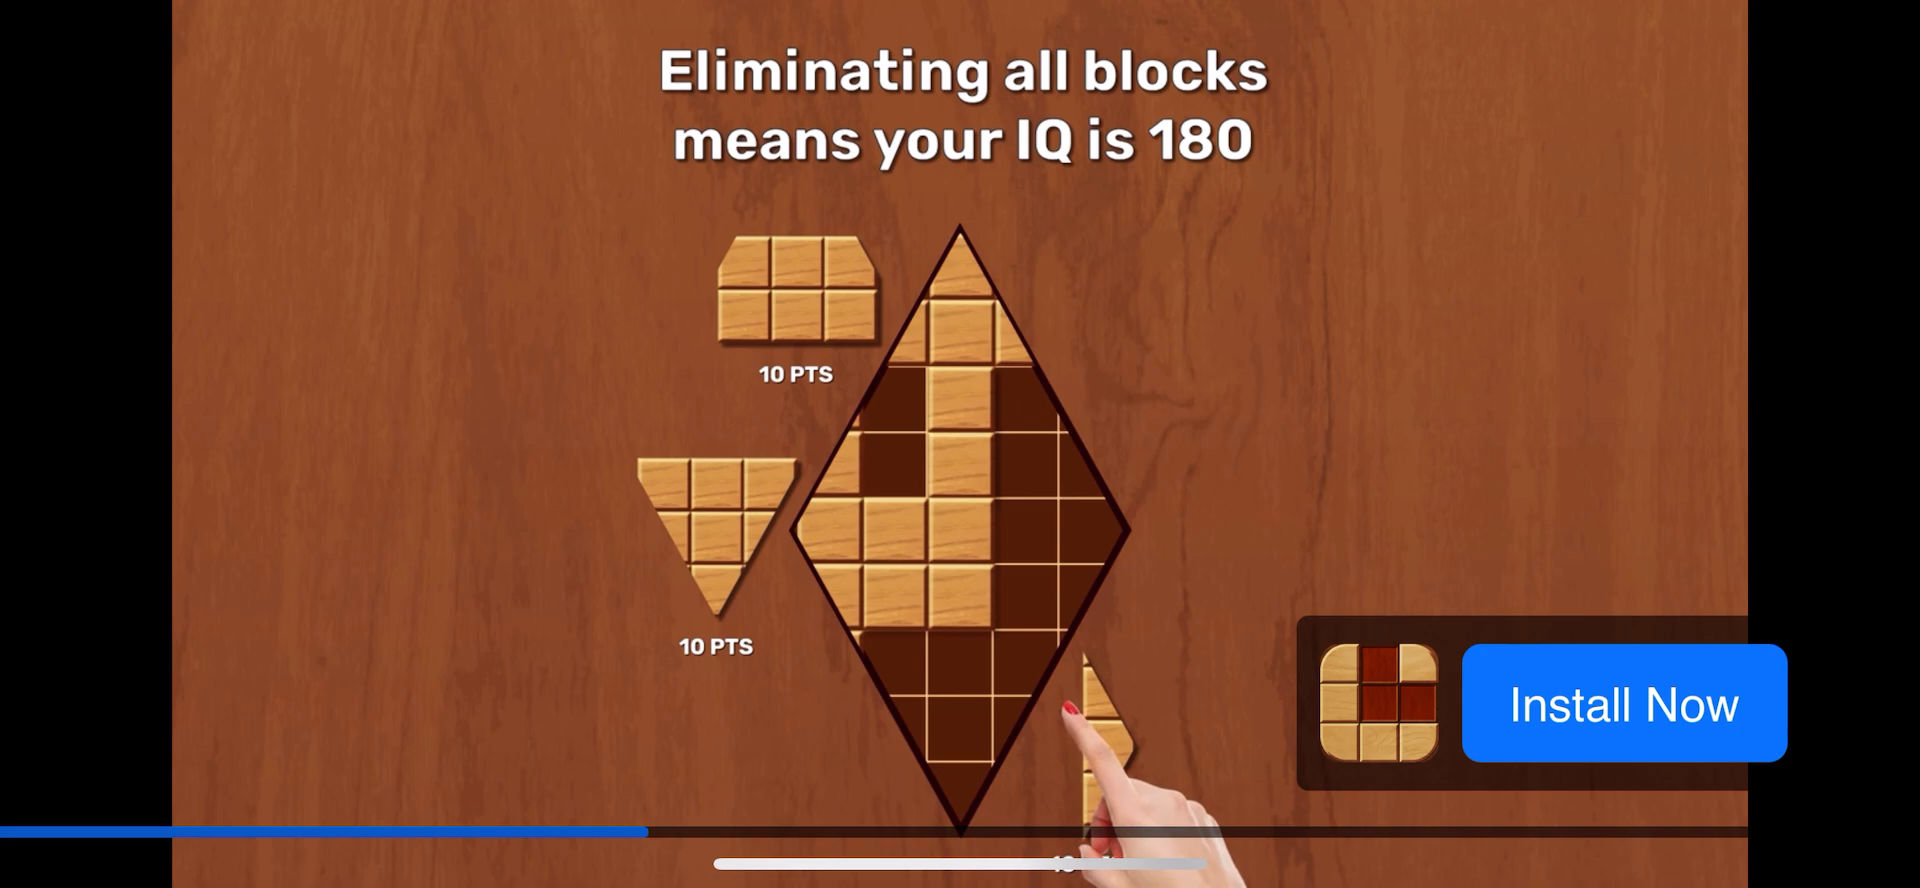 Eliminating all blocks
means your IQ is 180
10 PTS
10 PTS
Install Now